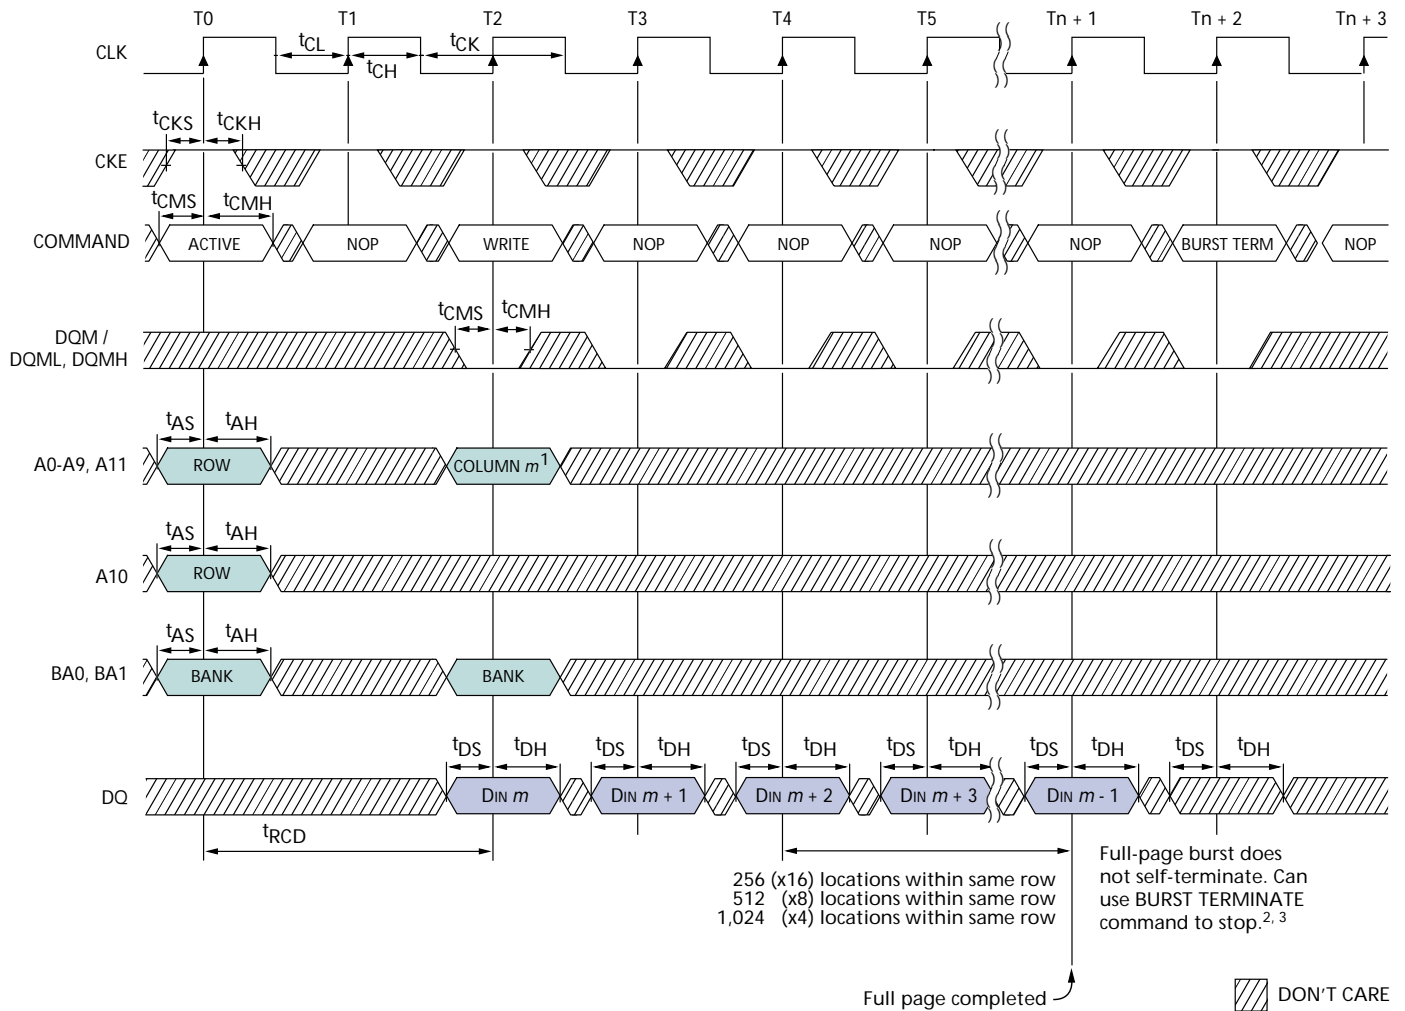 T0 T1 T2 T3 T4 T5 Tn + 1 Tn + 2 Tn + 3
CLK
tCL tCK
tCH
tCKS tCKH
CKE
tCMS tCMH
COMMAND ACTIVE NOP WRITE NOP NOP NOP NOP BURST TERM NOP
tCMS tCMH
DQM /
DQML, DQMH
tAS tAH
A0-A9, A11 ROW COLUMN m1
tAS tAH
A10 ROW
tAS tAH
BA0, BA1 BANK BANK
tDS tDH tDS tDH tDS tDH tDS tDH tDS tDH tDS tDH
DQ DIN m DIN m + 1 DIN m + 2 DIN m + 3 DIN m - 1
tRCD
256 (x16) locations within same row
512 (x8) locations within same row
1,024 (x4) locations within same row
Full-page burst does
not self-terminate. Can
use BURST TERMINATE
command to stop.2, 3
Full page completed
DON'T CARE